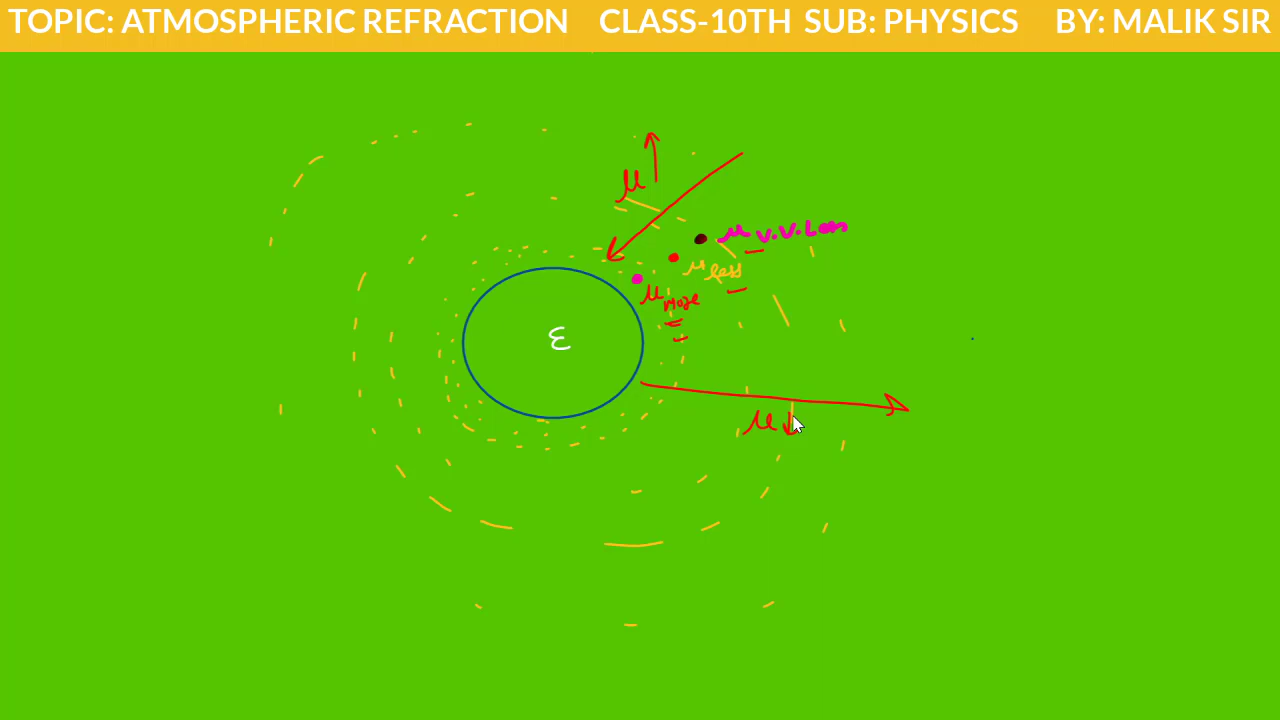 TOPIC: ATMOSPHERIC REFRACTION CLASS-10TH SUB: PHYSICS BY: MALIK SIR
μ↑
μ v.v. Less
μ less
μ More
ε
μ↓